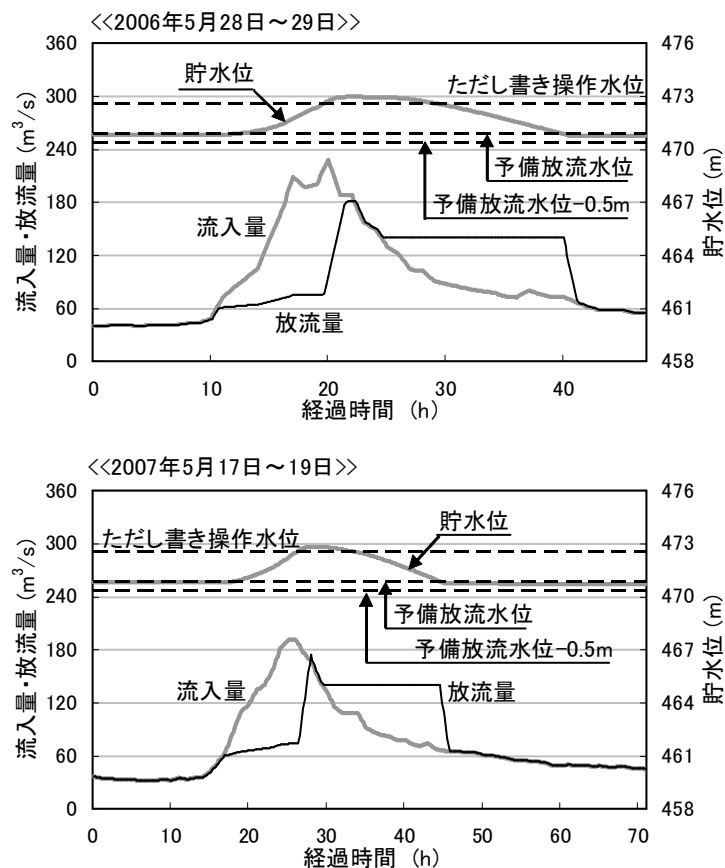 <<2006年5月28日～29日>>
流入量・放流量 (m³/s)
360
300
240
180
120
60
0
476
473
470
467
464
461
458
貯水位 (m)
貯水位
ただし書き操作水位
予備放流水位
予備放流水位-0.5m
流入量
放流量
0 10 20 30 40
経過時間 (h)
<<2007年5月17日～19日>>
流入量・放流量 (m³/s)
360
300
240
180
120
60
0
476
473
470
467
464
461
458
貯水位 (m)
ただし書き操作水位
貯水位
予備放流水位
予備放流水位-0.5m
流入量
放流量
0 10 20 30 40 50 60 70
経過時間 (h)